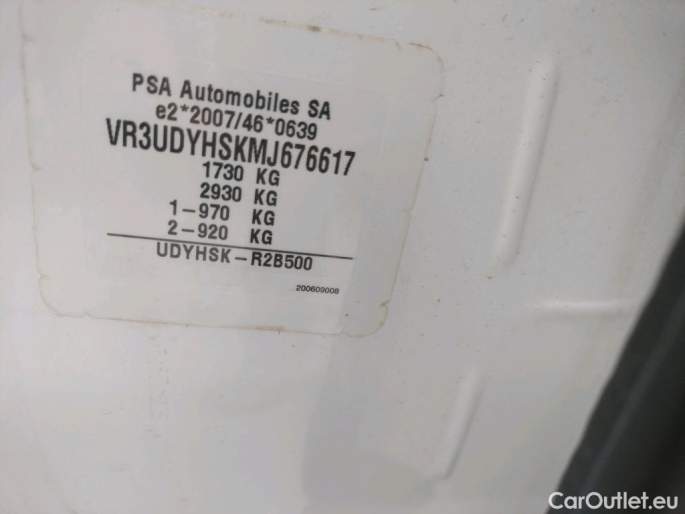 PSA Automobiles SA
e2*2007/46*0639
VR3UDYHSKMJ676617
1730 KG
2930 KG
1-970 KG
2-920 KG
UDYHSK-R2B500
200609008
CarOutlet.eu